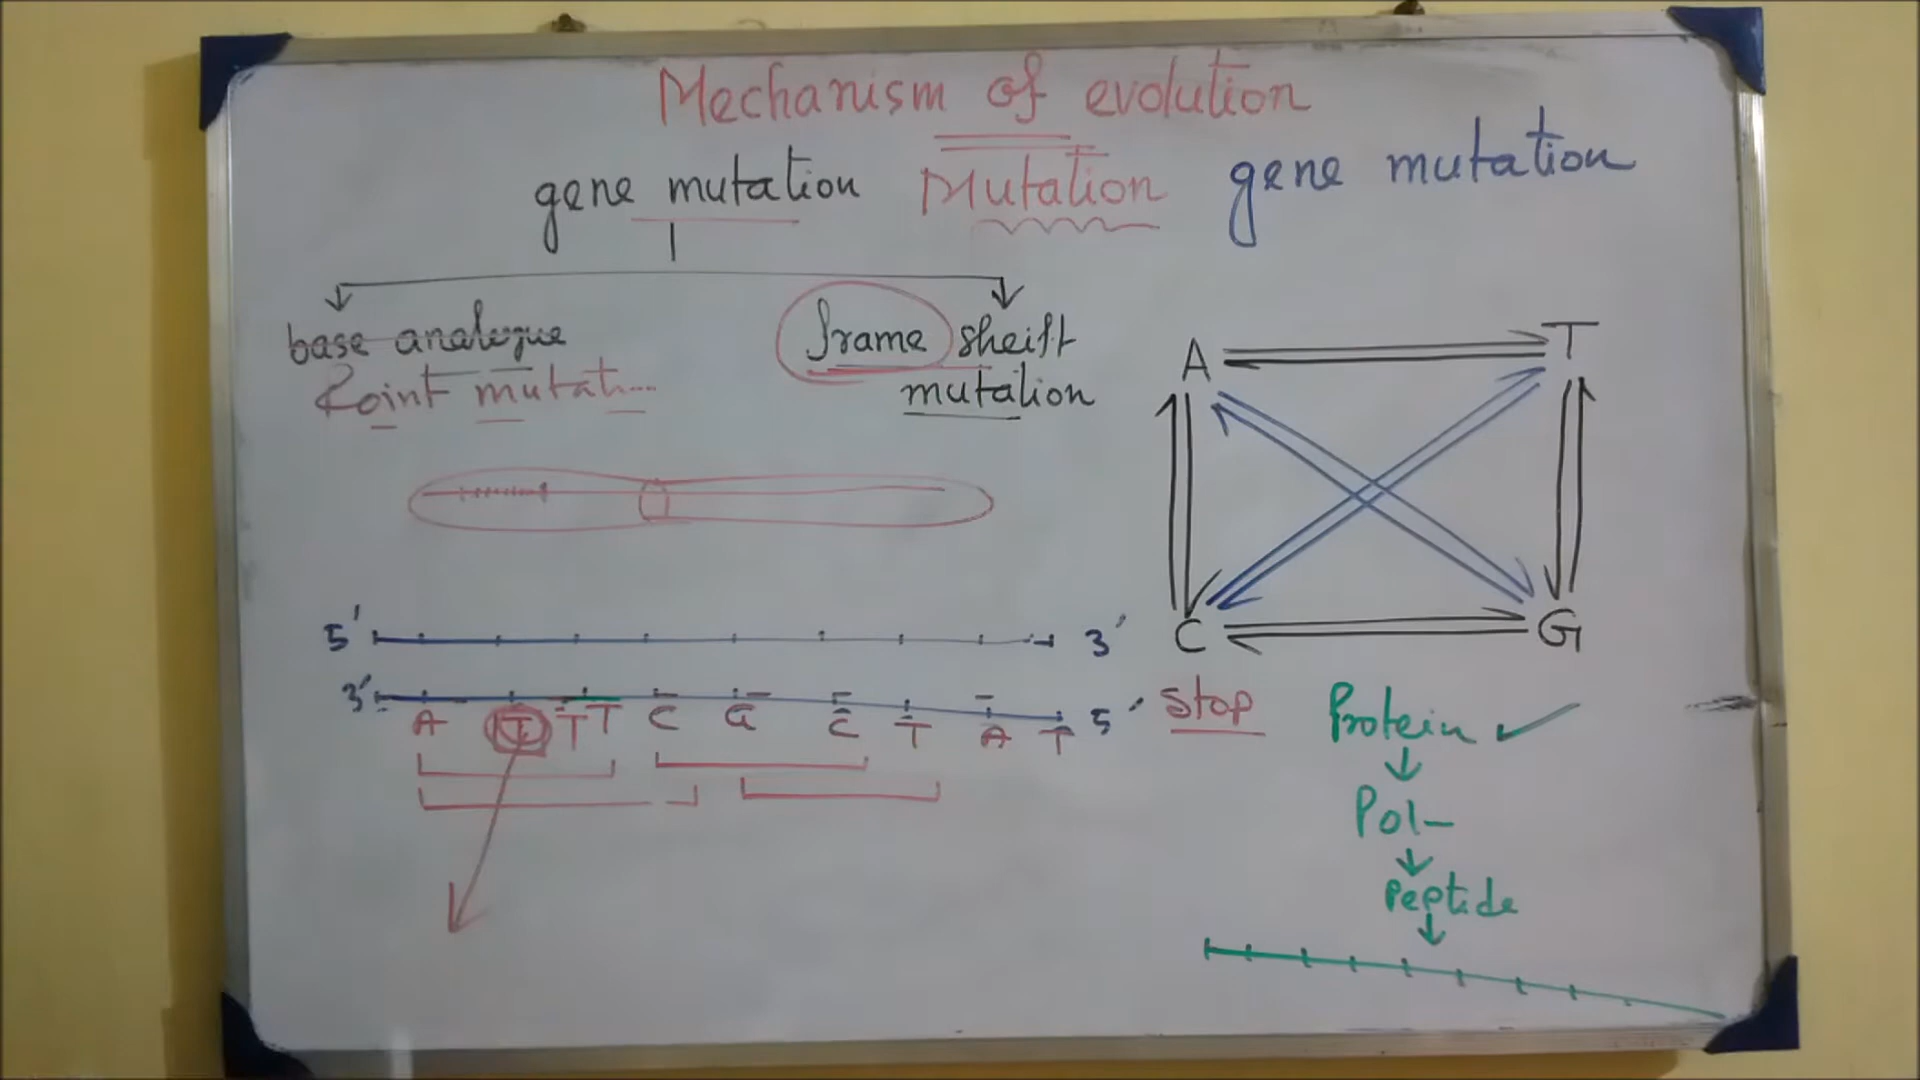 Mechanism of evolution
gene mutation Mutation gene mutation
base analogue frame sheift
Point mutat.... mutation
A T
C G
5' 3'
3' A T T T C G C T A T 5'
Stop
Protein ✓
Pol-
Peptide